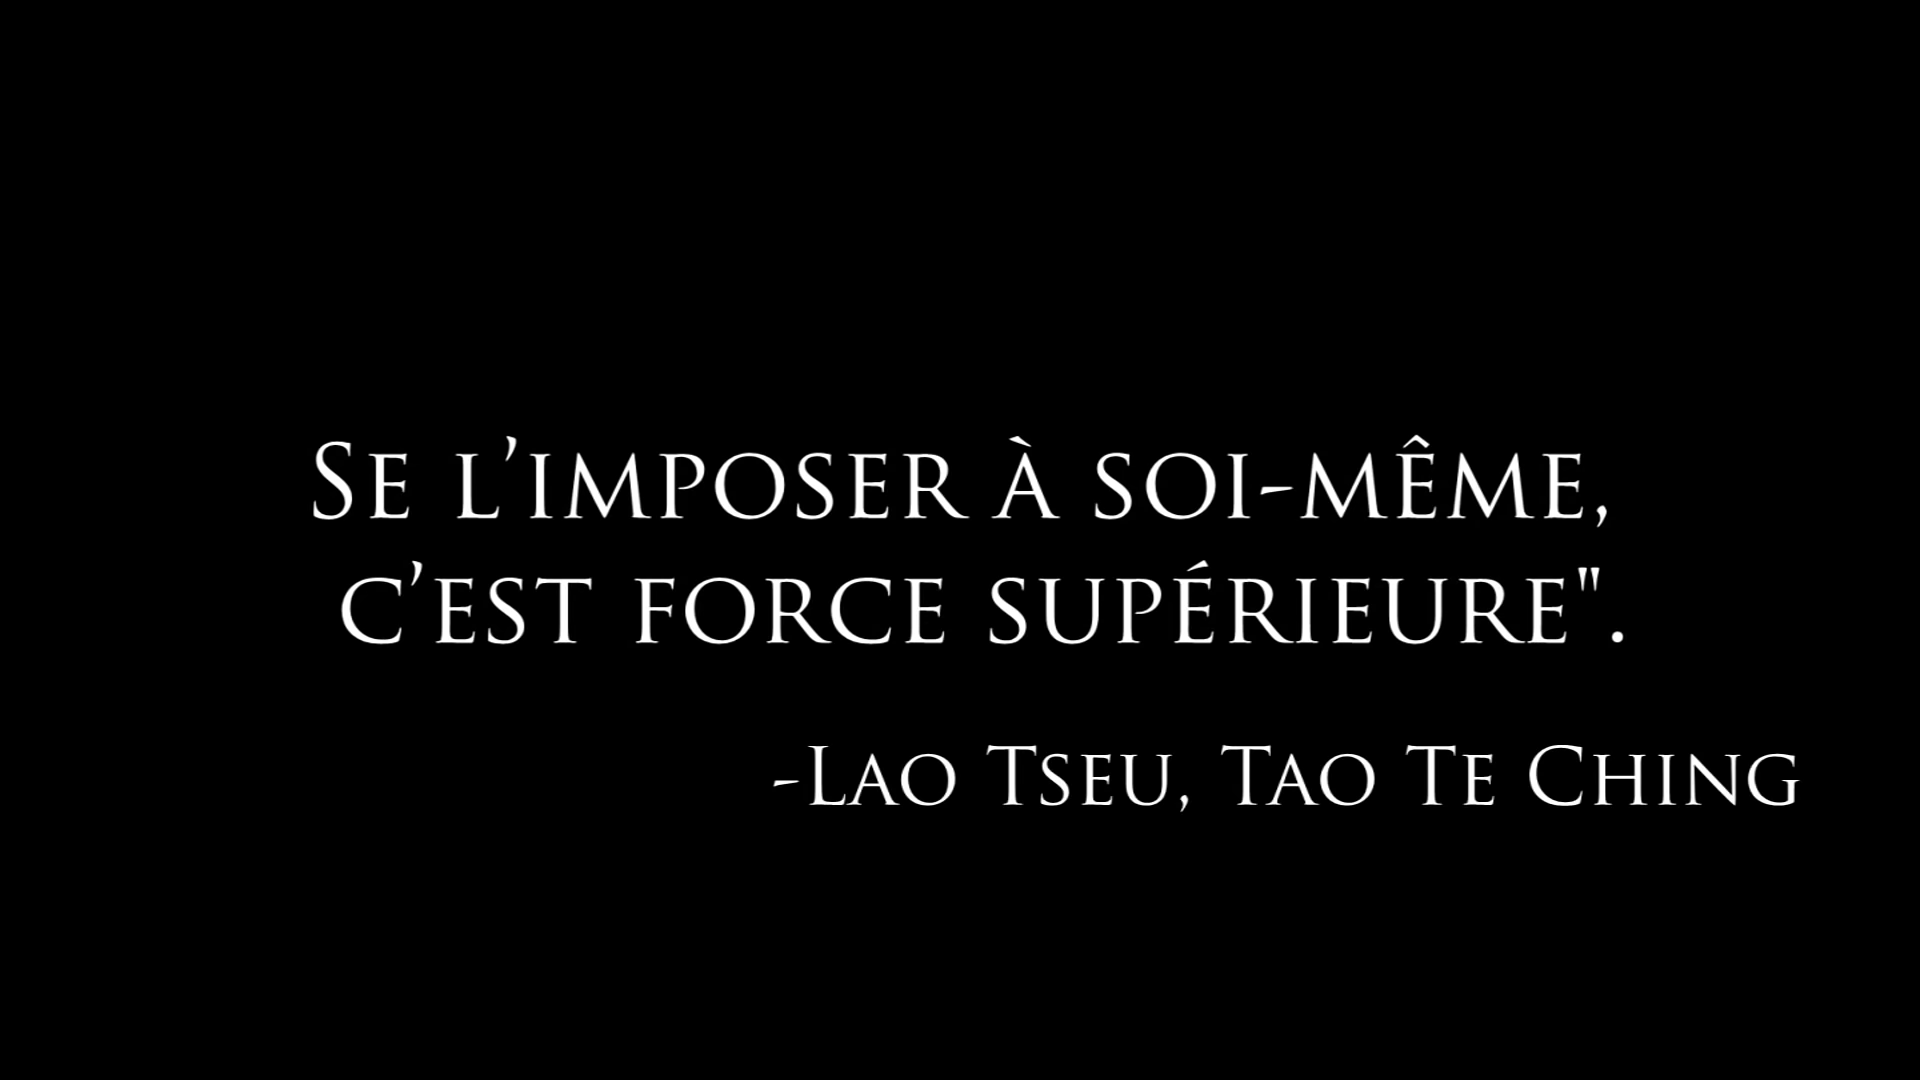 Se l’imposer à soi-même,
c’est force supérieure".
-Lao Tseu, Tao Te Ching